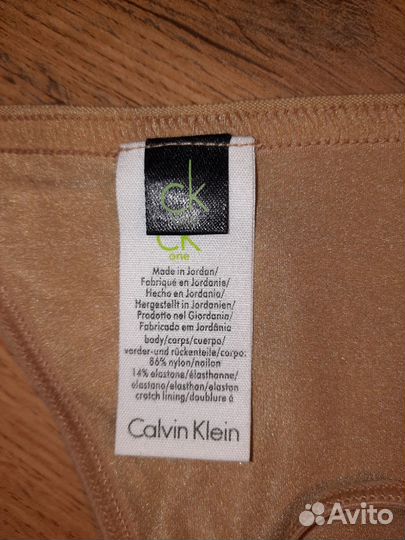 ck
ck
one
Made in Jordan/
Fabriqué en Jordanie/
Hecho en Jordania/
Hergestellt in Jordanien/
Prodotto nel Giordania/
Fabricada em Jordânia
body/corps/cuerpo/
vorder-und rückenteile/corpo:
86% nylon/nailon
14% elastane/élasthanne/
elastano/elasthan/elastan
crotch lining/doublure à
Calvin Klein
Avito